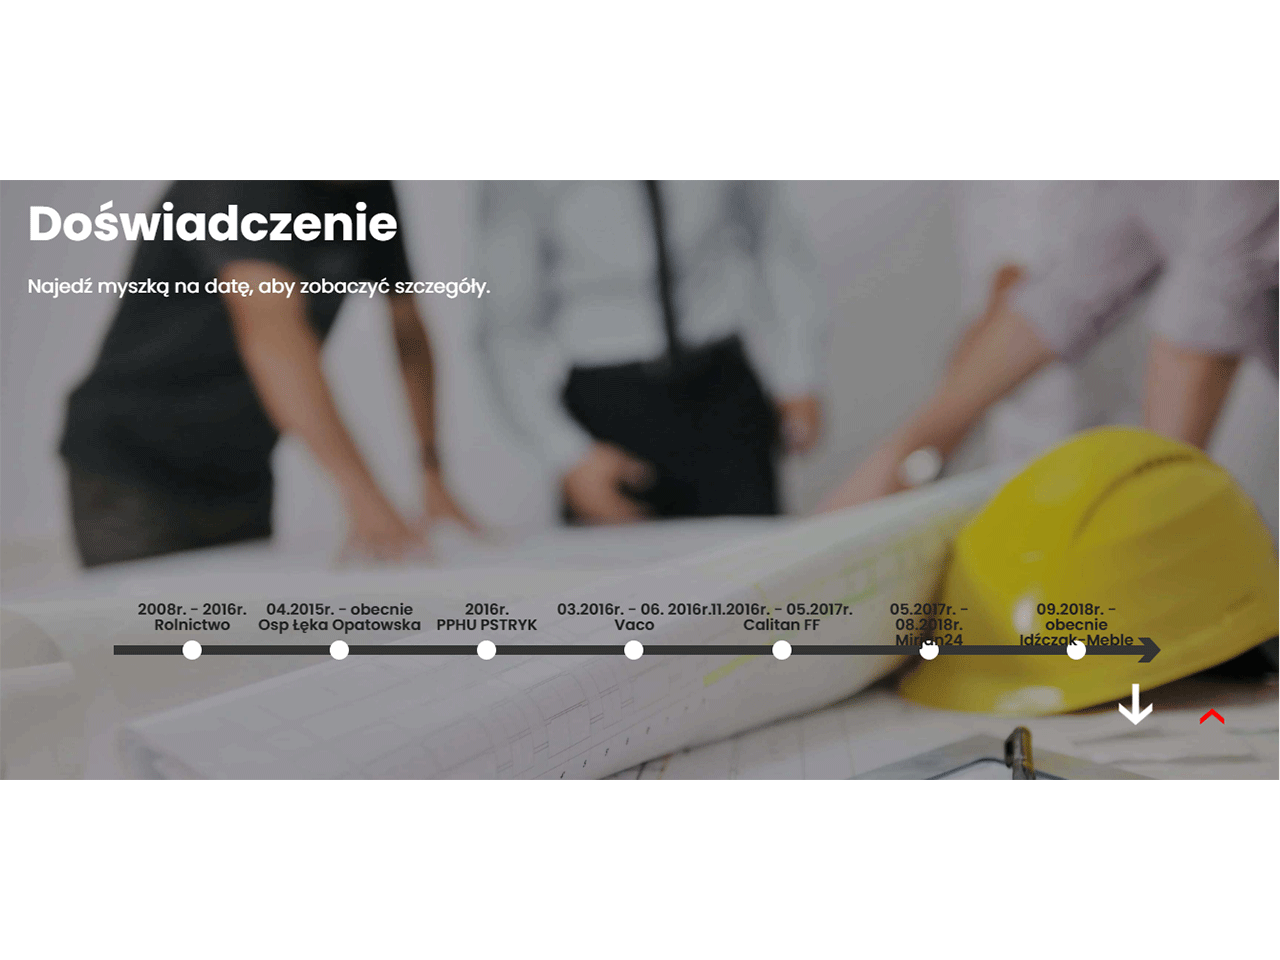 Doświadczenie
Najedź myszką na datę, aby zobaczyć szczegóły.
2008r. - 2016r.
Rolnictwo
04.2015r. - obecnie
Osp Łęka Opatowska
2016r.
PPHU PSTRYK
03.2016r. - 06. 2016r.
Vaco
11.2016r. - 05.2017r.
Calitan FF
05.2017r. -
08.2018r.
Mirjan24
09.2018r. -
obecnie
Idźczak-Meble